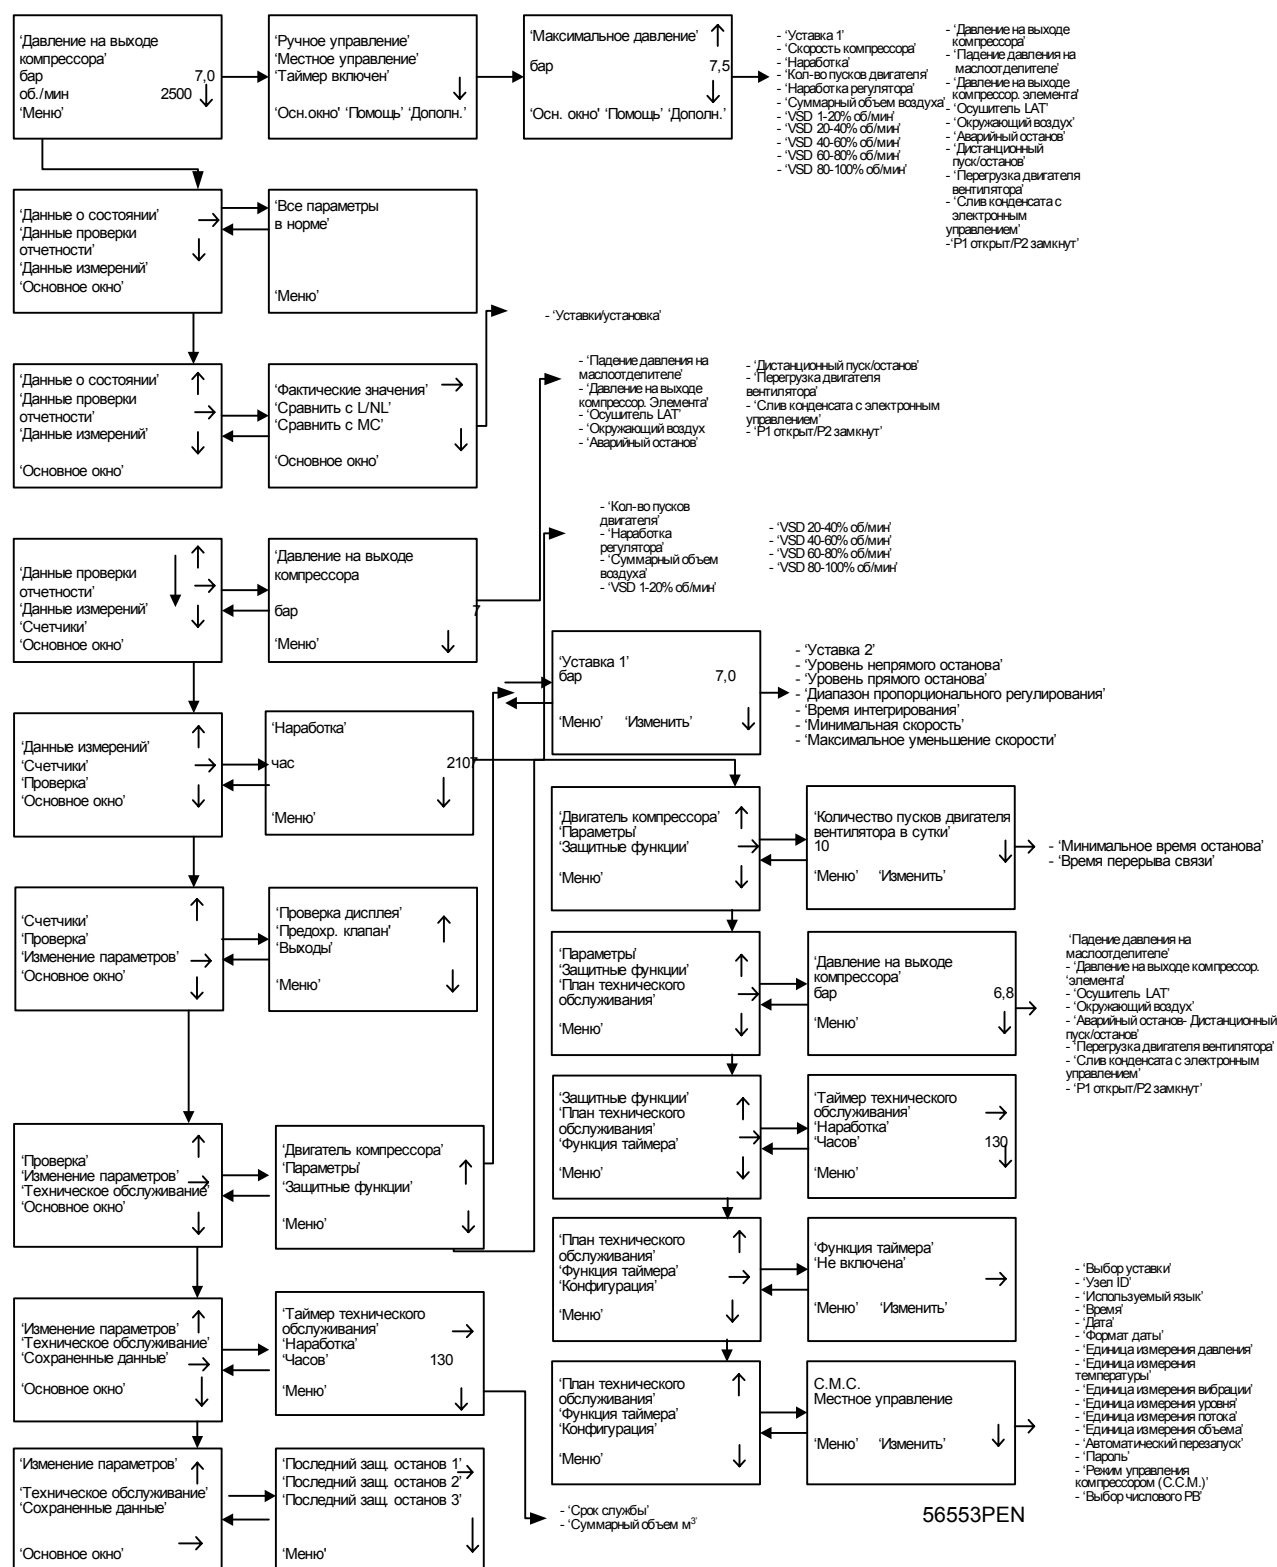 ‘Давление на выходе
компрессора’
бар 7,0
об./мин 2500
‘Меню’
‘Ручное управление’
‘Местное управление’
‘Таймер включен’
‘Осн.окно’ ‘Помощь’ ‘Дополн.’
‘Максимальное давление’
бар 7,5
‘Осн. окно’ ‘Помощь’ ‘Дополн.’
- ‘Уставка 1’
- ‘Скорость компрессора’
- ‘Наработка’
- ‘Кол-во пусков двигателя’
- ‘Наработка регулятора’
- ‘Суммарный объем воздуха’
- ‘VSD 1-20% об/мин’
- ‘VSD 20-40% об/мин’
- ‘VSD 40-60% об/мин’
- ‘VSD 60-80% об/мин’
- ‘VSD 80-100% об/мин’
- ‘Давление на выходе
компрессора’
- ‘Падение давления на
маслоотделителе’
- ‘Давление на выходе
компрессор. элемента’
- ‘Осушитель LAT’
- ‘Окружающий воздух’
- ‘Аварийный останов’
- ‘Дистанционный
пуск/останов’
- ‘Перегрузка двигателя
вентилятора’
- ‘Слив конденсата с
электронным
управлением’
- ‘P1 открыт/P2 замкнут’
‘Данные о состоянии’
‘Данные проверки
отчетности’
‘Данные измерений’
‘Основное окно’
‘Все параметры
в норме’
‘Меню’
- ‘Уставки/установка’
‘Данные о состоянии’
‘Данные проверки
отчетности’
‘Данные измерений’
‘Основное окно’
‘Фактические значения’
‘Сравнить с L/NL’
‘Сравнить с MC’
‘Основное окно’
- ‘Падение давления на
маслоотделителе’
- ‘Давление на выходе
компрессор. Элемента’
- ‘Осушитель LAT’
- ‘Окружающий воздух
- ‘Аварийный останов’
- ‘Дистанционный пуск/останов’
- ‘Перегрузка двигателя
вентилятора’
- ‘Слив конденсата с электронным
управлением’
- ‘P1 открыт/P2 замкнут’
‘Данные проверки
отчетности’
‘Данные измерений’
‘Счетчики’
‘Основное окно’
‘Давление на выходе
компрессора
бар 7
‘Меню’
- ‘Кол-во пусков
двигателя’
- ‘Наработка
регулятора’
- ‘Суммарный объем
воздуха’
- ‘VSD 1-20% об/мин’
- ‘VSD 20-40% об/мин’
- ‘VSD 40-60% об/мин’
- ‘VSD 60-80% об/мин’
- ‘VSD 80-100% об/мин’
‘Уставка 1’
бар 7,0
‘Меню’ ‘Изменить’
- ‘Уставка 2’
- ‘Уровень непрямого останова’
- ‘Уровень прямого останова’
- ‘Диапазон пропорционального регулирования’
- ‘Время интегрирования’
- ‘Минимальная скорость’
- ‘Максимальное уменьшение скорости’
‘Данные измерений’
‘Счетчики’
‘Проверка’
‘Основное окно’
‘Наработка’
час 2107
‘Меню’
‘Двигатель компрессора’
‘Параметры’
‘Защитные функции’
‘Меню’
‘Количество пусков двигателя
вентилятора в сутки’
10
‘Меню’ ‘Изменить’
- ‘Минимальное время останова’
- ‘Время перерыва связи’
‘Счетчики’
‘Проверка’
‘Изменение параметров’
‘Основное окно’
‘Проверка дисплея’
‘Предохр. клапан’
‘Выходы’
‘Меню’
‘Параметры’
‘Защитные функции’
‘План технического
обслуживания’
‘Меню’
‘Давление на выходе
компрессора’
бар 6,8
‘Меню’
‘Падение давления на
маслоотделителе’
- ‘Давление на выходе компрессор.
‘элемента’
- ‘Осушитель LAT’
- ‘Окружающий воздух’
- ‘Аварийный останов- Дистанционный
пуск/останов’
- ‘Перегрузка двигателя вентилятора’
- ‘Слив конденсата с электронным
управлением’
- ‘P1 открыт/P2 замкнут’
‘Защитные функции’
‘План технического
обслуживания’
‘Функция таймера’
‘Меню’
‘Таймер технического
обслуживания’
‘Наработка’
‘Часов’ 130
‘Меню’
‘Проверка’
‘Изменение параметров’
‘Техническое обслуживание’
‘Основное окно’
‘Двигатель компрессора’
‘Параметры’
‘Защитные функции’
‘Меню’
‘План технического
обслуживания’
‘Функция таймера’
‘Конфигурация’
‘Меню’
‘Функция таймера’
‘Не включена’
‘Меню’ ‘Изменить’
‘Изменение параметров’
‘Техническое обслуживание’
‘Сохраненные данные’
‘Основное окно’
‘Таймер технического
обслуживания’
‘Наработка’
‘Часов’ 130
‘Меню’
‘План технического
обслуживания’
‘Функция таймера’
‘Конфигурация’
‘Меню’
C.M.C.
Местное управление
‘Меню’ ‘Изменить’
- ‘Выбор уставки’
- ‘Узел ID’
- ‘Используемый язык’
- ‘Время’
- ‘Дата’
- ‘Формат даты’
- ‘Единица измерения давления’
- ‘Единица измерения
температуры’
- ‘Единица измерения вибрации’
- ‘Единица измерения уровня’
- ‘Единица измерения потока’
- ‘Единица измерения объема’
- ‘Автоматический перезапуск’
- ‘Пароль’
- ‘Режим управления
компрессором (C.C.M.)’
- ‘Выбор числового PB’
‘Изменение параметров’
‘Техническое обслуживание’
‘Сохраненные данные’
‘Основное окно’
‘Последний защ. останов 1’
‘Последний защ. останов 2’
‘Последний защ. останов 3’
‘Меню’
- ‘Срок службы’
- ‘Суммарный объем м³’
56553PEN